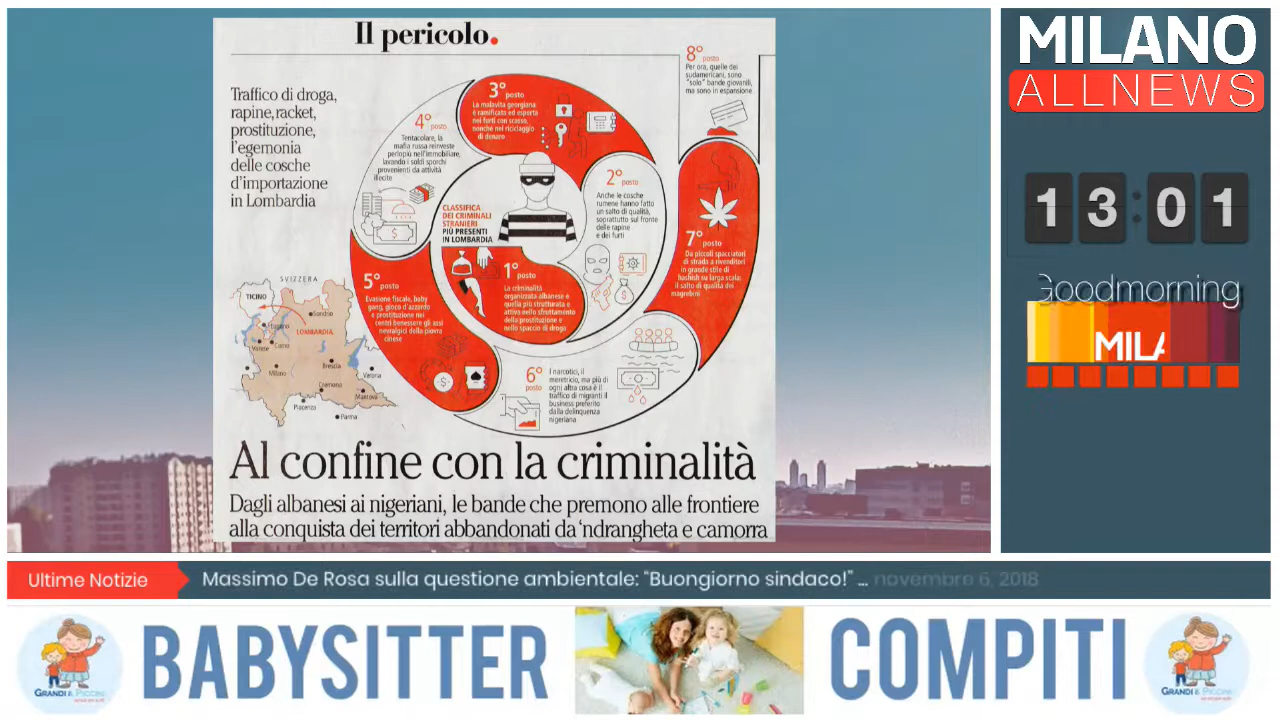 Il pericolo.
Traffico di droga,
rapine, racket,
prostituzione,
l'egemonia
delle cosche
d'importazione
in Lombardia
8° posto
Per ora, quelle dei
sudamericani, sono
"solo" bande giovanili,
ma sono in espansione.
3° posto
La malavita georgiana
è ramificata ed esperta
nei furti con scasso,
nonché nel riciclaggio
di denaro
4° posto
Tentacolare, la
mafia russa reinveste
perlopiù nell'immobiliare,
lavando i soldi sporchi
provenienti da attività
illecite
2° posto
Anche le cosche
rumene hanno fatto
un salto di qualità,
soprattutto sul fronte
delle rapine
e dei furti
CLASSIFICA
DEI CRIMINALI
STRANIERI
PIÙ PRESENTI
IN LOMBARDIA
1° posto
La criminalità
organizzata albanese è
quella più strutturata e
attiva nello sfruttamento
della prostituzione e
nello spaccio di droga
7° posto
Da piccoli spacciatori
di strada a rivenditori
in grande stile di
hashish su larga scala:
il salto di qualità dei
magrebini
5° posto
Evasione fiscale, baby
gang, gioco d'azzardo
e prostituzione nei
centri benessere gli assi
nevralgici della piovra
cinese
6° posto
I narcotici, il
meretricio, ma più di
ogni altra cosa è il
traffico di migranti il
business preferito
dalla delinquenza
nigeriana
SVIZZERA
TICINO
Sondrio
Lugano
LOMBARDIA
Varese
Como
Milano
Brescia
Verona
Cremona
Mantova
Piacenza
Parma
Al confine con la criminalità
Dagli albanesi ai nigeriani, le bande che premono alle frontiere
alla conquista dei territori abbandonati da 'ndrangheta e camorra
MILANO
ALLNEWS
13:01
Goodmorning
MILA
Ultime Notizie
Massimo De Rosa sulla questione ambientale: "Buongiorno sindaco!" ... novembre 6, 2018
GRANDI E PICCINI
BABYSITTER
COMPITI
GRANDI E PICCINI